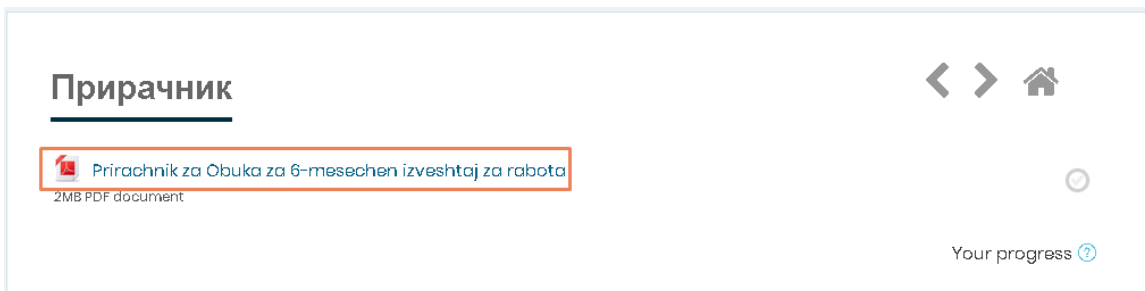 Прирачник
Prirachnik za Obuka za 6-mesechen izveshtaj za rabota
2MB PDF document
Your progress